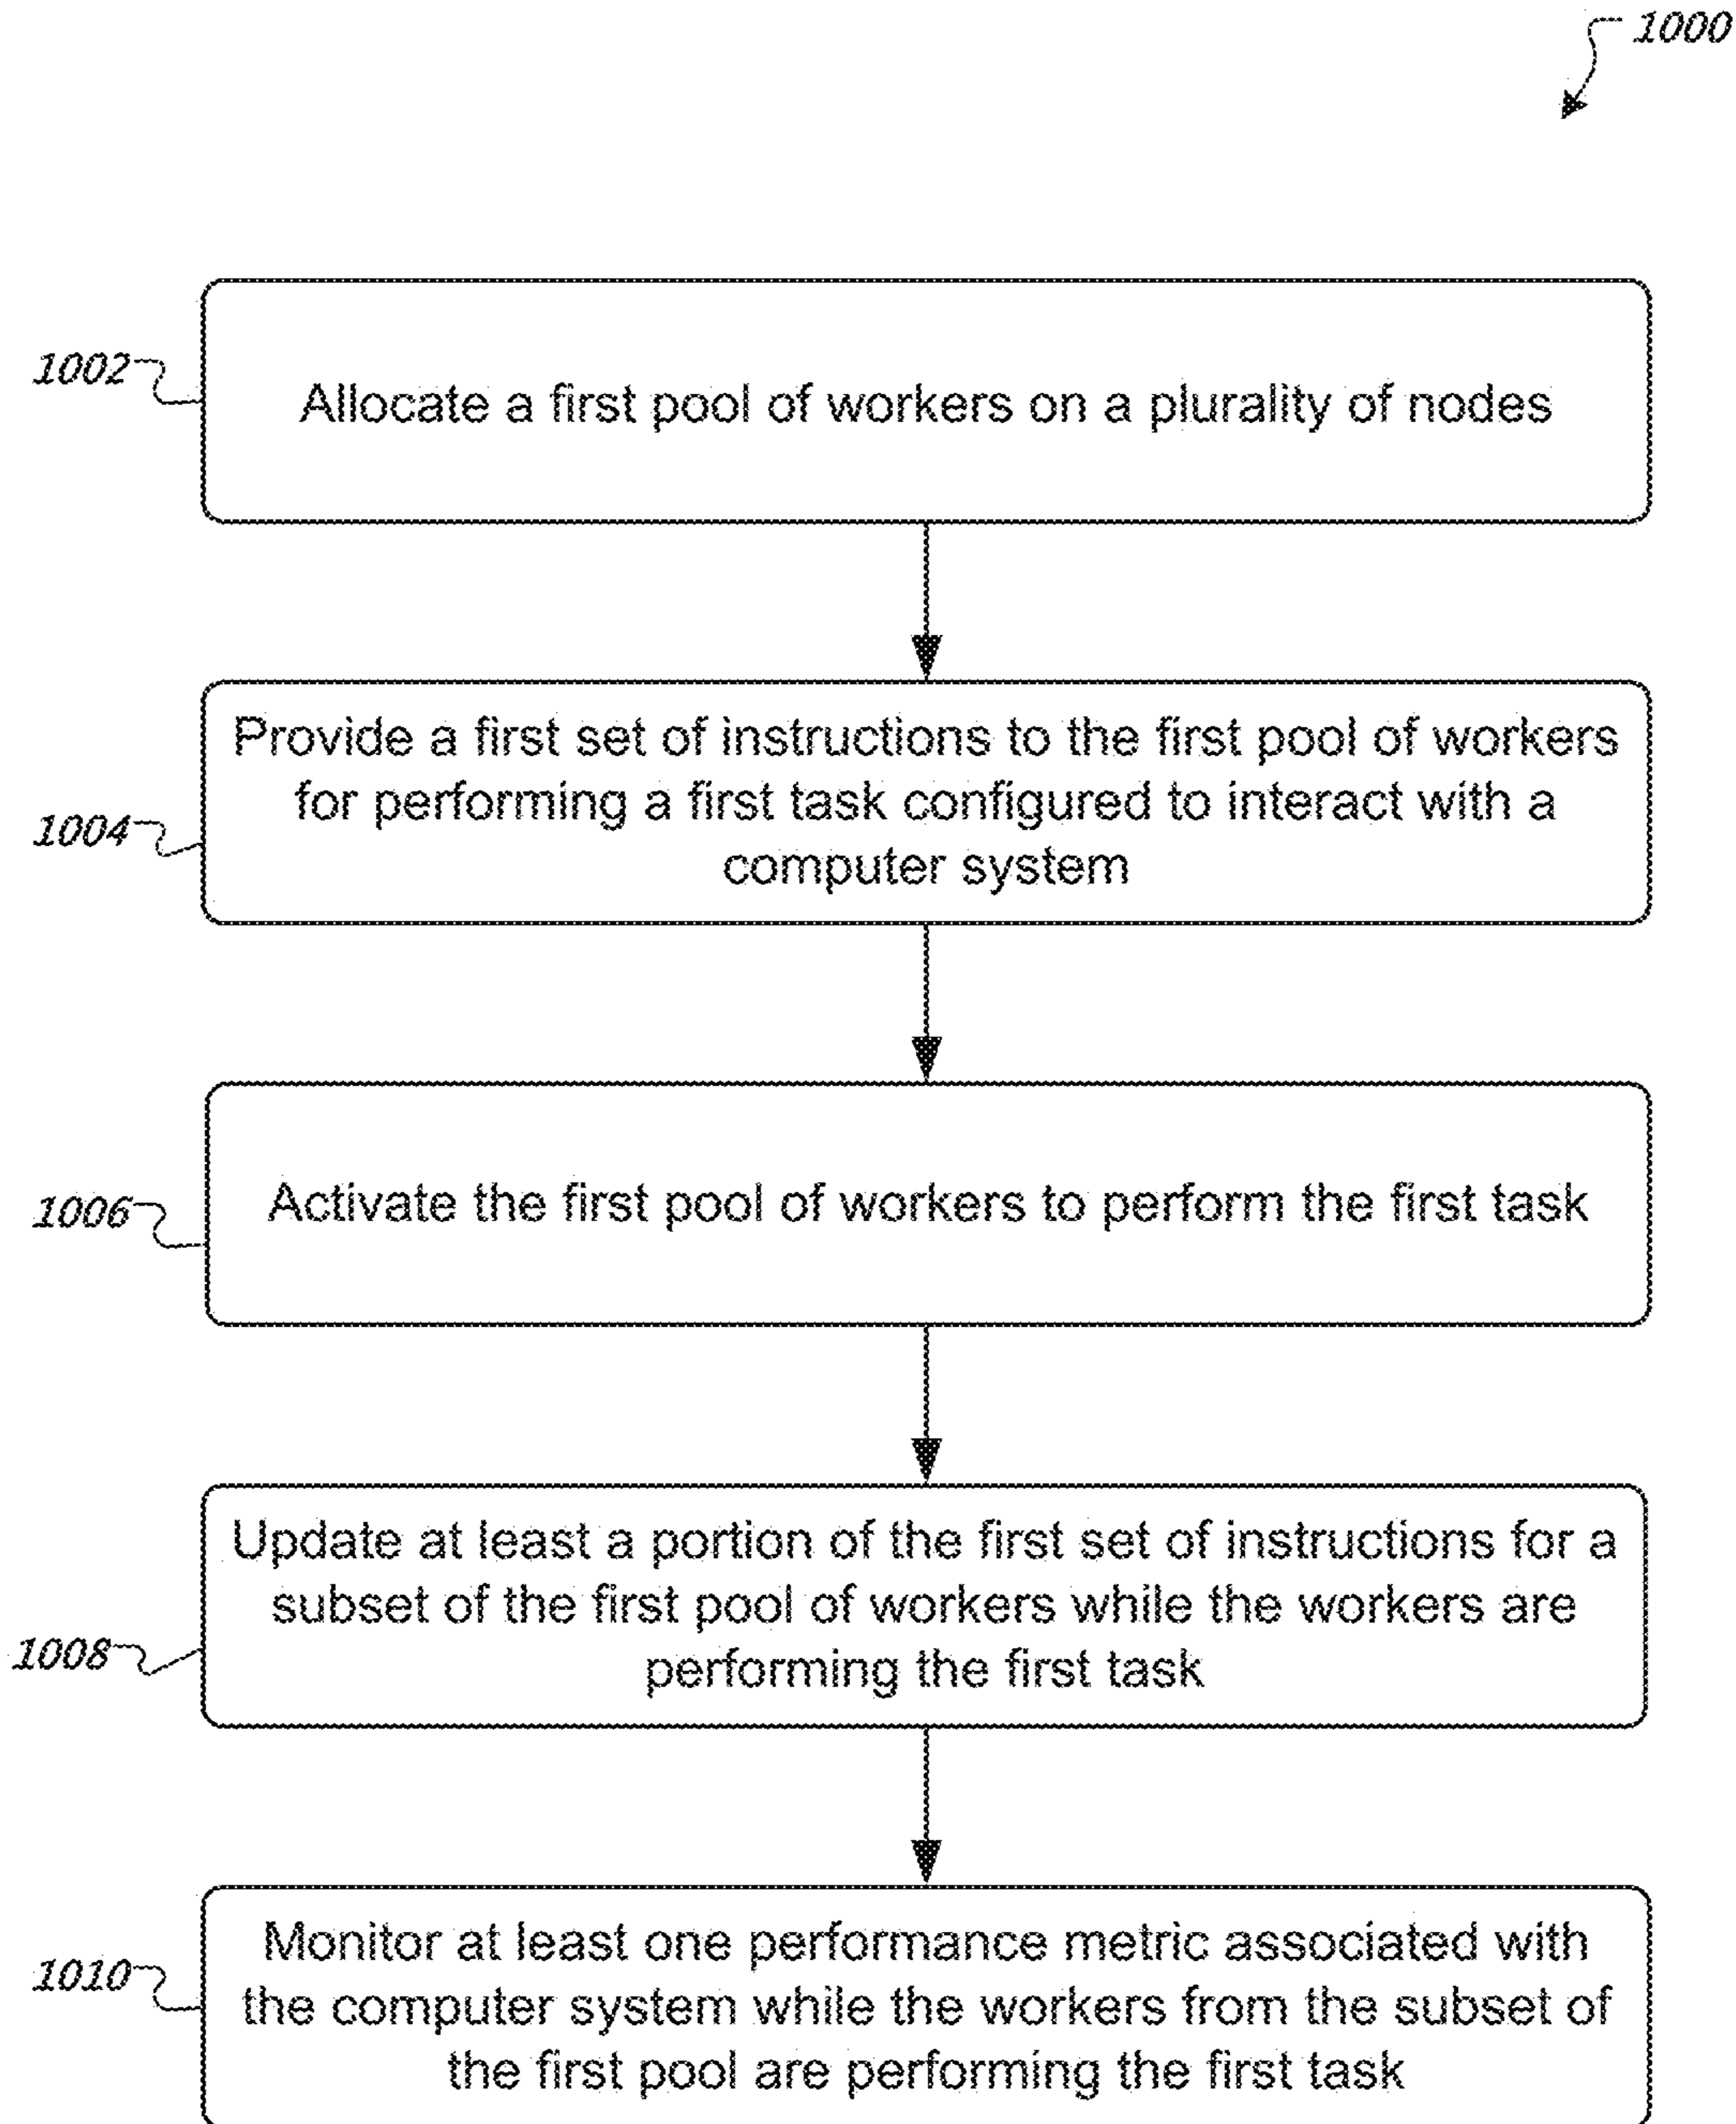 1000
1002
Allocate a first pool of workers on a plurality of nodes
1004
Provide a first set of instructions to the first pool of workers
for performing a first task configured to interact with a
computer system
1006
Activate the first pool of workers to perform the first task
1008
Update at least a portion of the first set of instructions for a
subset of the first pool of workers while the workers are
performing the first task
1010
Monitor at least one performance metric associated with
the computer system while the workers from the subset of
the first pool are performing the first task